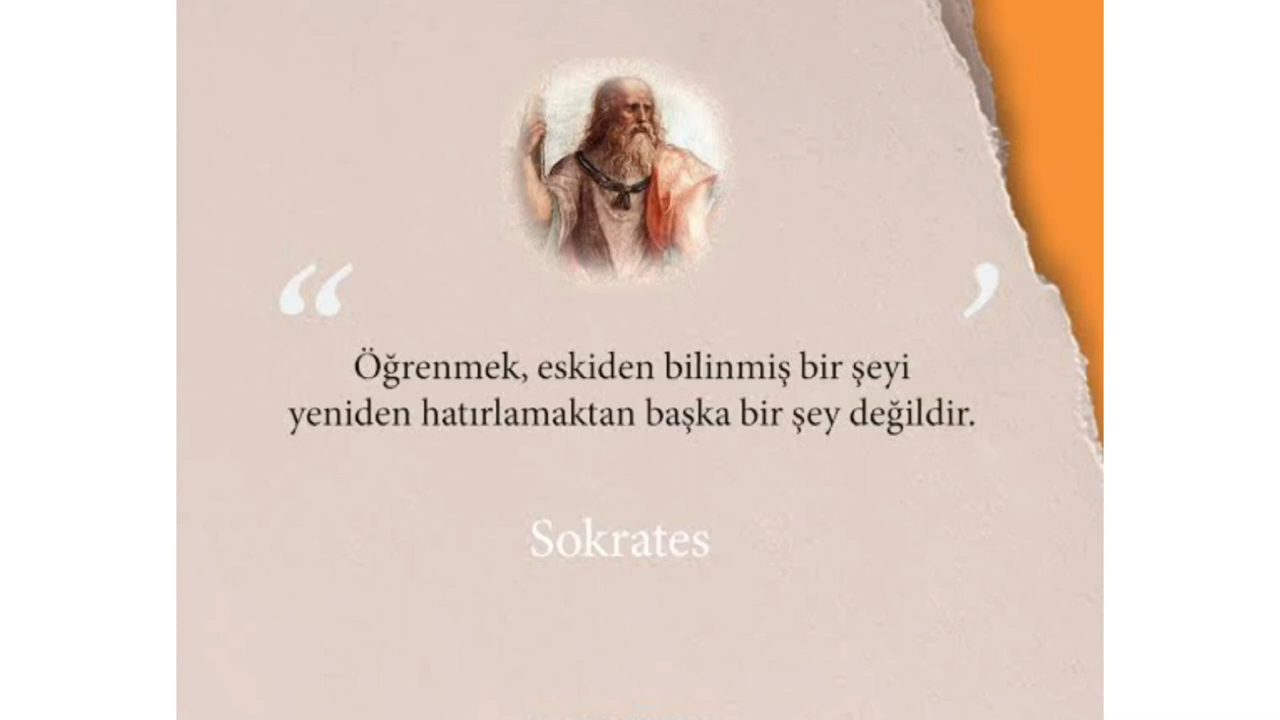 “ ’
Öğrenmek, eskiden bilinmiş bir şeyi
yeniden hatırlamaktan başka bir şey değildir.
Sokrates